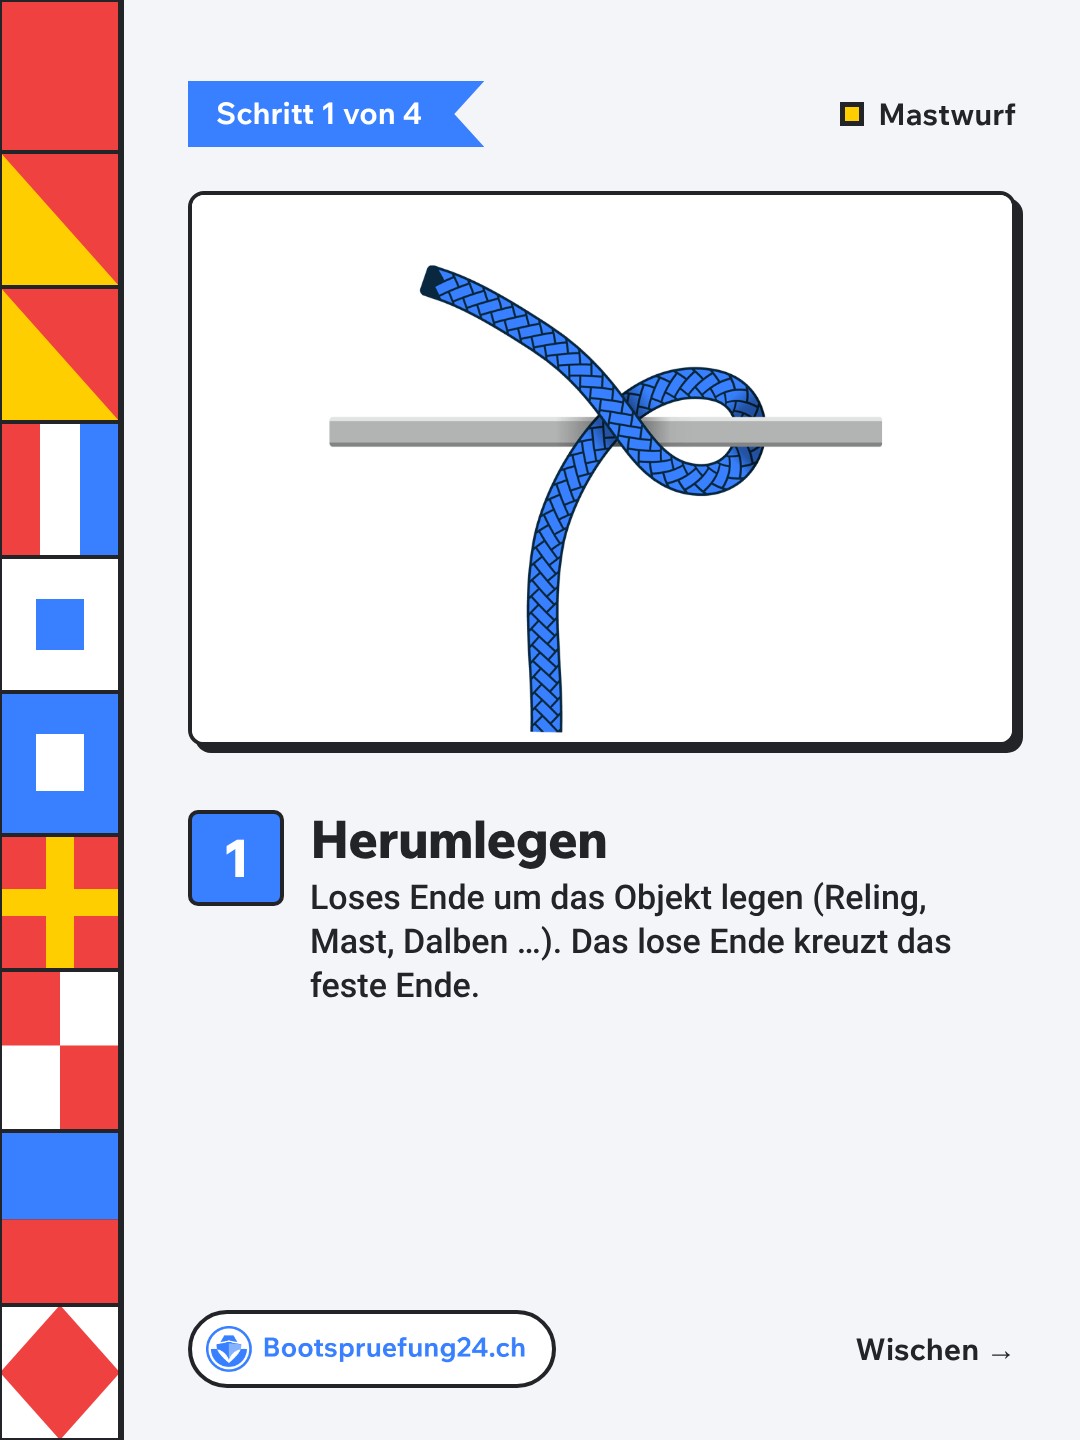 Schritt 1 von 4
Mastwurf
1
Herumlegen
Loses Ende um das Objekt legen (Reling,
Mast, Dalben ...). Das lose Ende kreuzt das
feste Ende.
Bootspruefung24.ch
Wischen →